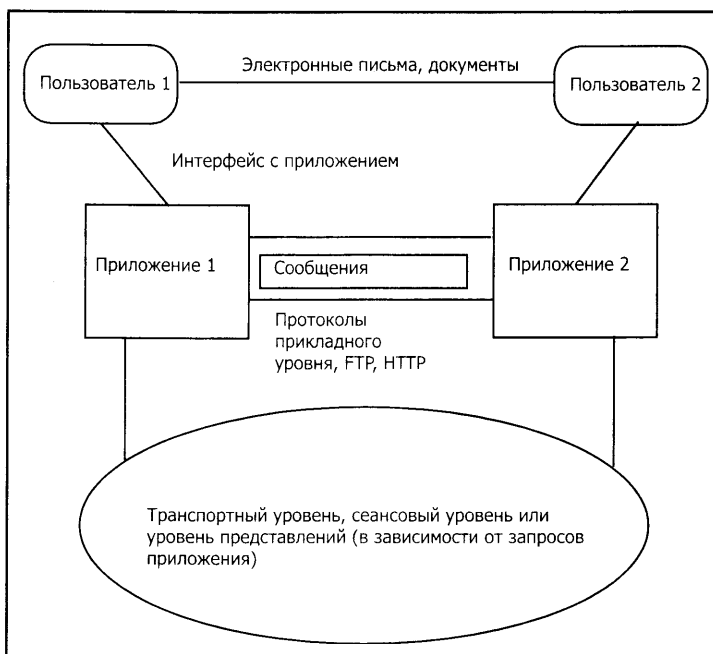 Электронные письма, документы
Пользователь 1
Пользователь 2
Интерфейс с приложением
Приложение 1
Сообщения
Приложение 2
Протоколы
прикладного
уровня, FTP, HTTP
Транспортный уровень, сеансовый уровень или
уровень представлений (в зависимости от запросов
приложения)